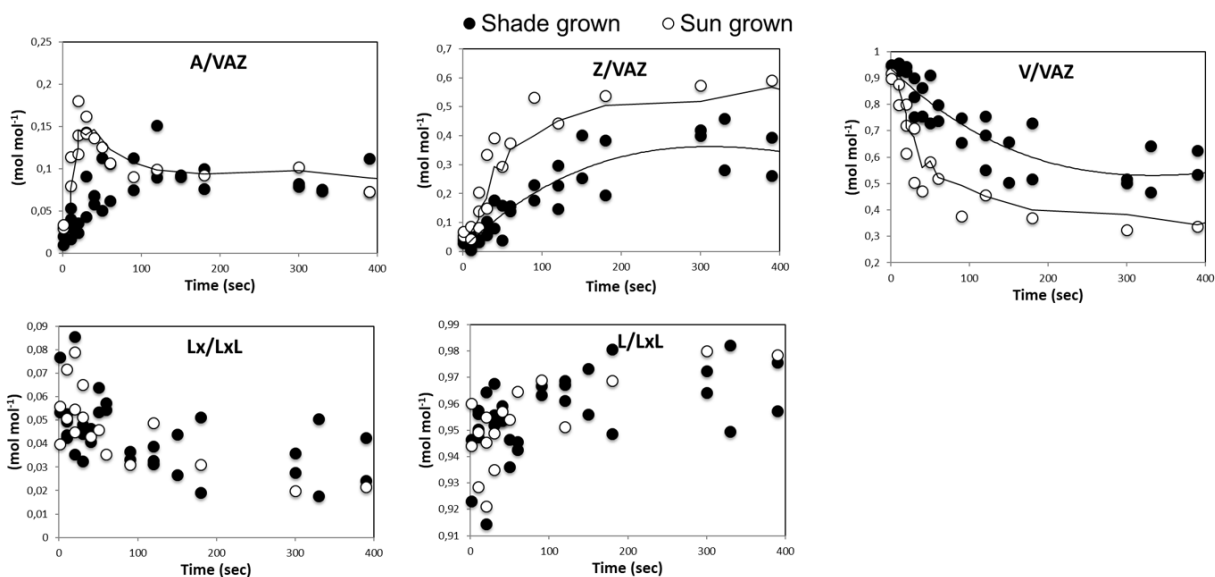 ● Shade grown ○ Sun grown
A/VAZ
(mol mol⁻¹)
0,25
0,2
0,15
0,1
0,05
0
0 100 200 300 400
Time (sec)
Z/VAZ
(mol mol⁻¹)
0,7
0,6
0,5
0,4
0,3
0,2
0,1
0
0 100 200 300 400
Time (sec)
V/VAZ
(mol mol⁻¹)
1
0,9
0,8
0,7
0,6
0,5
0,4
0,3
0,2
0 100 200 300 400
Time (sec)
Lx/LxL
(mol mol⁻¹)
0,09
0,08
0,07
0,06
0,05
0,04
0,03
0,02
0,01
0
0 100 200 300 400
Time (sec)
L/LxL
(mol mol⁻¹)
0,99
0,98
0,97
0,96
0,95
0,94
0,93
0,92
0,91
0 100 200 300 400
Time (sec)